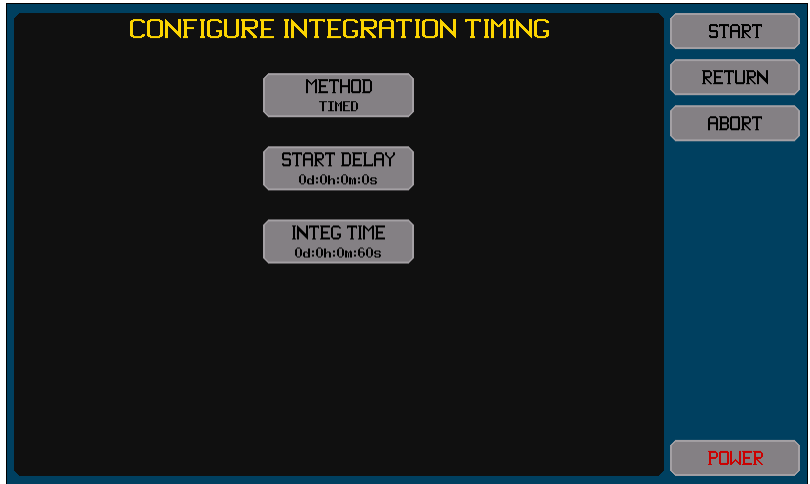 CONFIGURE INTEGRATION TIMING
METHOD
TIMED
START DELAY
0d:0h:0m:0s
INTEG TIME
0d:0h:0m:60s
START
RETURN
ABORT
POWER